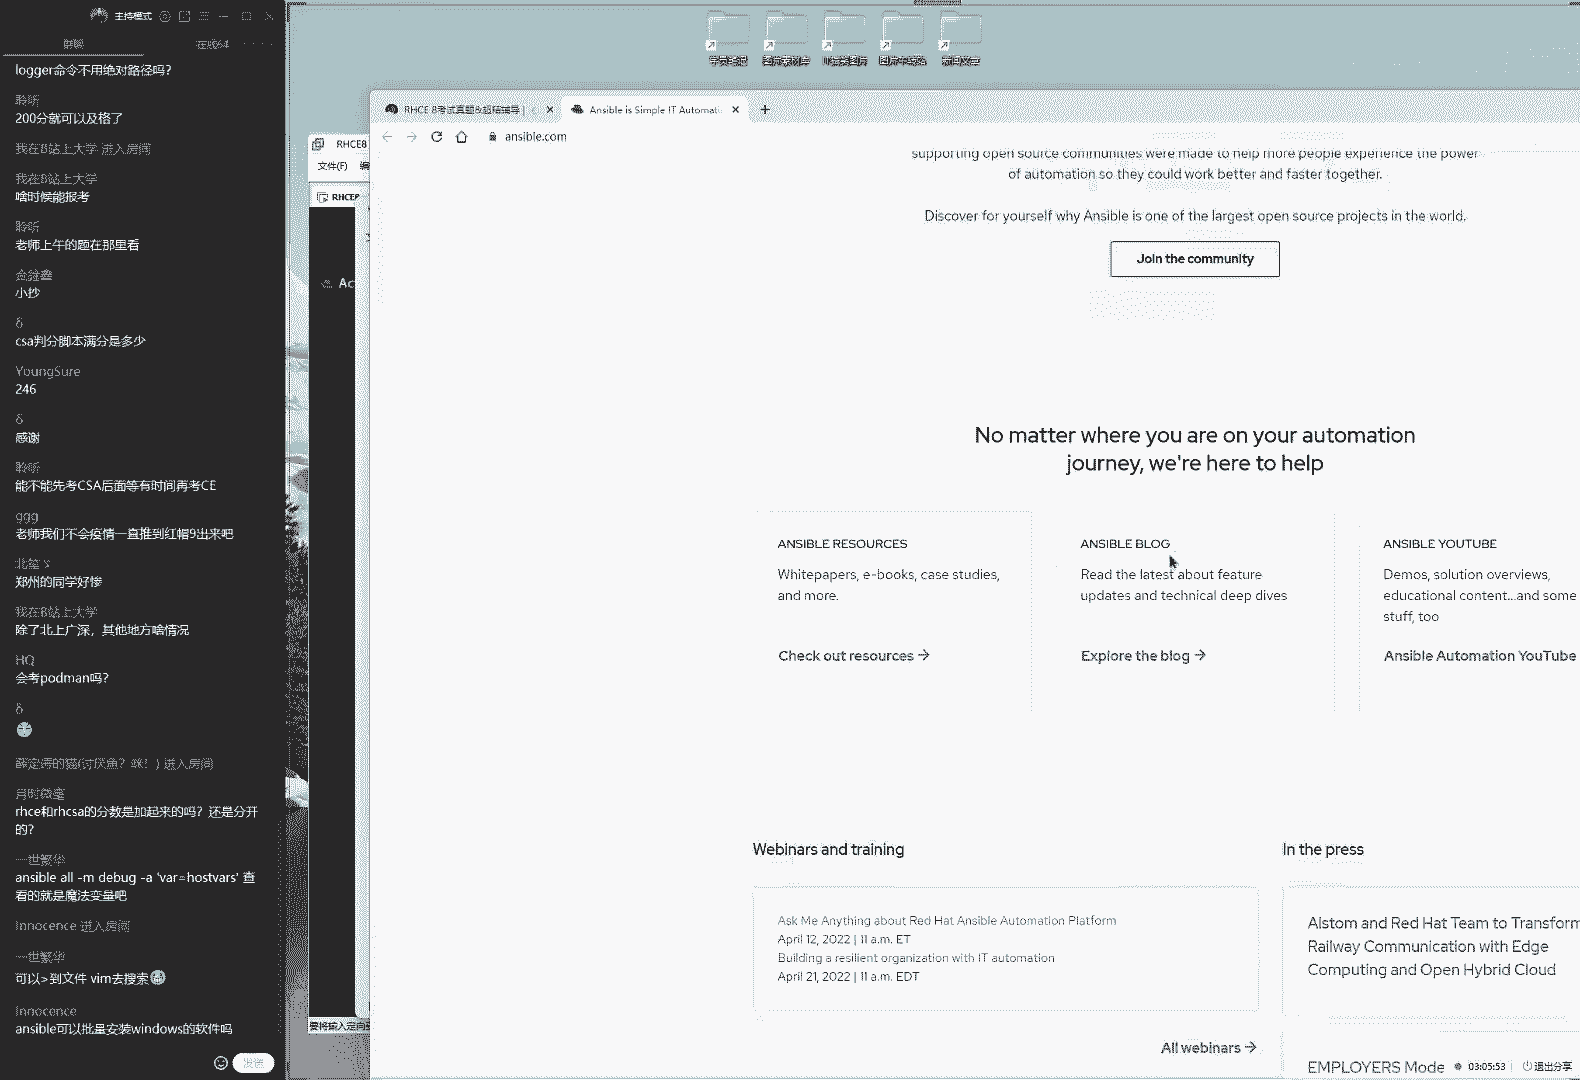 主持模式
在线64
logger命令不用绝对路径吗？
聆听
200分就可以及格了
我在B站上大学 进入房间
我在B站上大学
啥时候能报考
聆听
老师上午的题在那里看
小抄
δ
csa判分脚本满分是多少
YoungSure
246
δ
感谢
聆听
能不能先考CSA后面等有时间再考CE
ggg
老师我们不会疫情一直推到红帽9出来吧
郑州的同学好惨
我在B站上大学
除了北上广深，其他地方啥情况
HQ
会考podman吗？
δ
进入房间
rhce和rhcsa的分数是加起来的吗？还是分开
的？
一世繁华
ansible all -m debug -a 'var=hostvars' 查
看的就是魔法变量吧
Innocence 进入房间
一世繁华
可以>到文件 vim去搜索
Innocence
ansible可以批量安装windows的软件吗
发送
学员笔记
RHCE8
文件(F) 编
RHCE8
Ac
要将输入定向到
RHCE 8考试真题&超强辅导 |
Ansible is Simple IT Automati
ansible.com
supporting open source communities were made to help more people experience the power
of automation so they could work better and faster together.
Discover for yourself why Ansible is one of the largest open source projects in the world.
Join the community
No matter where you are on your automation
journey, we're here to help
ANSIBLE RESOURCES
Whitepapers, e-books, case studies,
and more.
Check out resources →
ANSIBLE BLOG
Read the latest about feature
updates and technical deep dives
Explore the blog →
ANSIBLE YOUTUBE
Demos, solution overviews,
educational content...and some
stuff, too
Ansible Automation YouTube
Webinars and training
Ask Me Anything about Red Hat Ansible Automation Platform
April 12, 2022 | 11 a.m. ET
Building a resilient organization with IT automation
April 21, 2022 | 11 a.m. EDT
All webinars →
In the press
Alstom and Red Hat Team to Transform
Railway Communication with Edge
Computing and Open Hybrid Cloud
EMPLOYERS Mode
03:05:53
退出分享